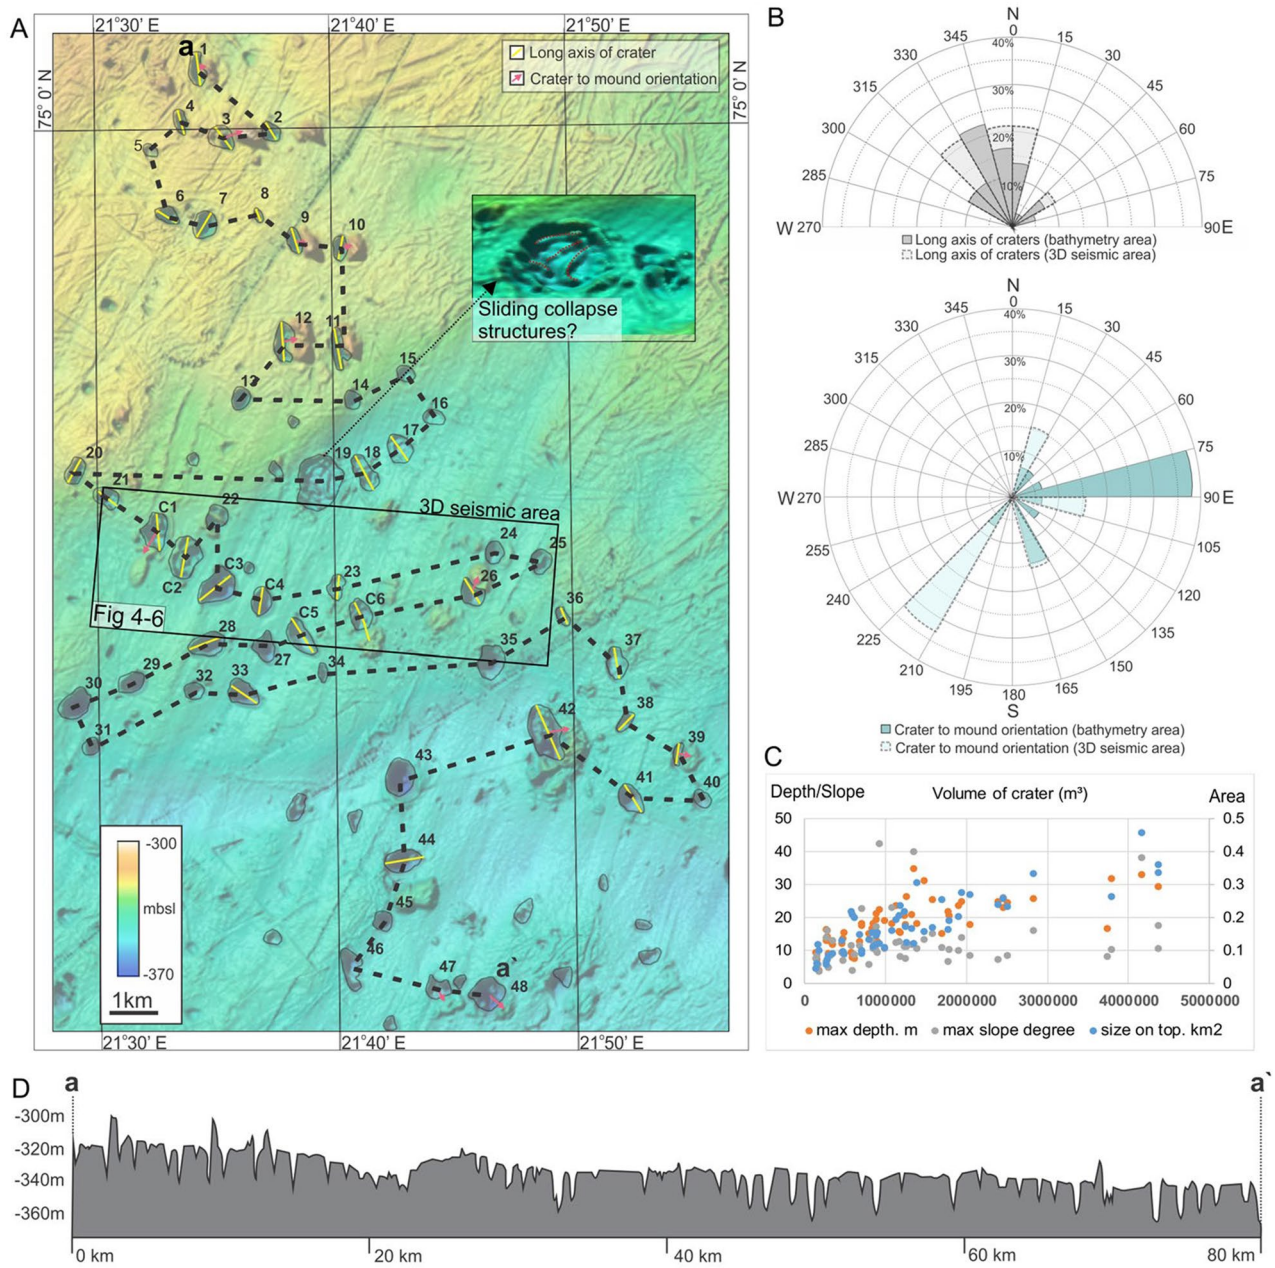 A
21°30' E
21°40' E
21°50' E
75° 0' N
75° 0' N
Long axis of crater
Crater to mound orientation
a
1
2
3
4
5
6
7
8
9
10
11
12
13
14
15
16
17
18
19
20
21
22
Sliding collapse
structures?
3D seismic area
C1
C2
C3
C4
C5
C6
23
24
25
26
27
28
29
30
31
32
33
34
35
36
37
38
39
40
41
42
43
44
45
46
47
48
a`
Fig 4-6
-300
mbsl
-370
1km
21°30' E
21°40' E
21°50' E
B
N
0
15
30
45
60
75
90 E
W 270
285
300
315
330
345
40%
30%
20%
10%
Long axis of craters (bathymetry area)
Long axis of craters (3D seismic area)
N
0
15
30
45
60
75
90 E
105
120
135
150
165
180
S
195
210
225
240
255
W 270
285
300
315
330
345
40%
30%
20%
10%
Crater to mound orientation (bathymetry area)
Crater to mound orientation (3D seismic area)
C
Depth/Slope
Volume of crater (m³)
Area
50
40
30
20
10
0
0.5
0.4
0.3
0.2
0.1
0
0
1000000
2000000
3000000
4000000
5000000
max depth. m
max slope degree
size on top. km2
D
a
a`
-300m
-320m
-340m
-360m
0 km
20 km
40 km
60 km
80 km